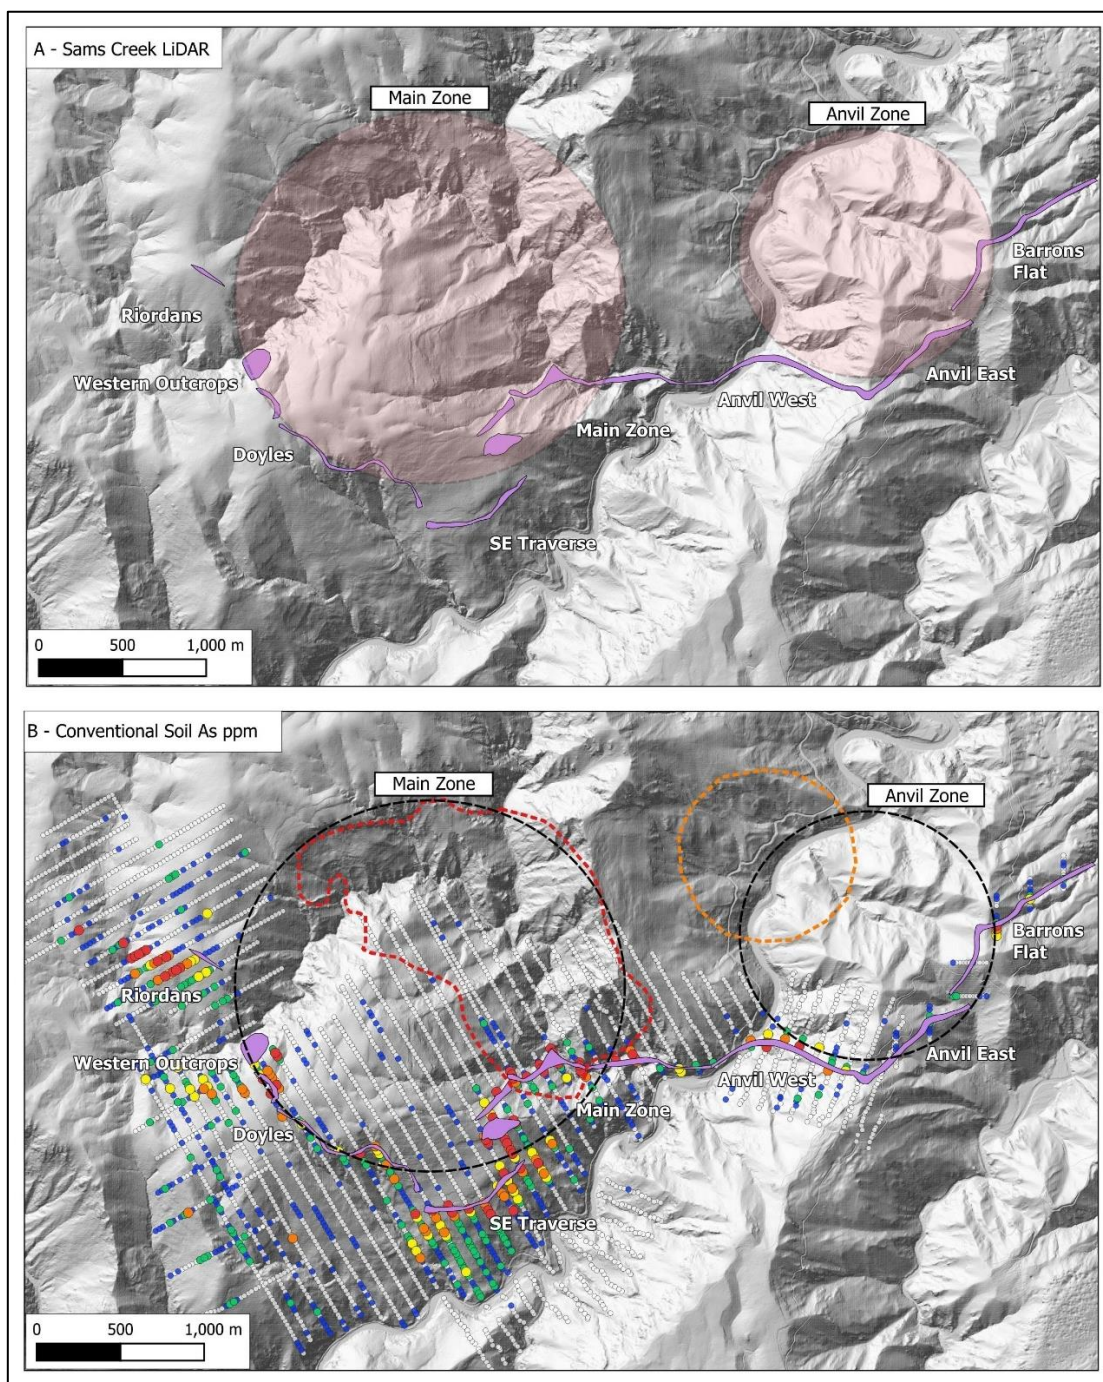 A - Sams Creek LiDAR
Main Zone
Anvil Zone
Barrons
Flat
Riordans
Western Outcrops
Anvil East
Anvil West
Main Zone
Doyles
SE Traverse
0 500 1,000 m
B - Conventional Soil As ppm
Main Zone
Anvil Zone
Barrons
Flat
Riordans
Western Outcrops
Anvil East
Anvil West
Main Zone
Doyles
SE Traverse
0 500 1,000 m